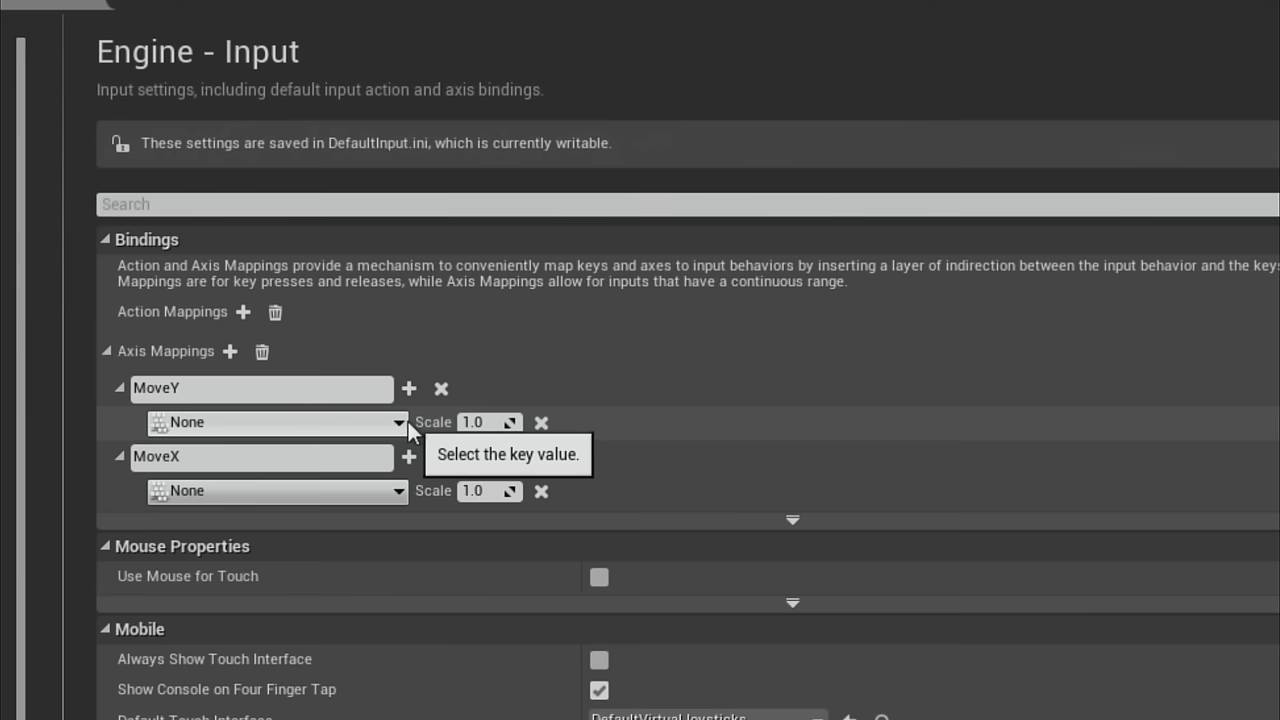 Engine - Input
Input settings, including default input action and axis bindings.
These settings are saved in DefaultInput.ini, which is currently writable.
Search
Bindings
Action and Axis Mappings provide a mechanism to conveniently map keys and axes to input behaviors by inserting a layer of indirection between the input behavior and the keys
Mappings are for key presses and releases, while Axis Mappings allow for inputs that have a continuous range.
Action Mappings
Axis Mappings
MoveY
None Scale 1.0
Select the key value.
MoveX
None Scale 1.0
Mouse Properties
Use Mouse for Touch
Mobile
Always Show Touch Interface
Show Console on Four Finger Tap
Default Touch Interface DefaultVirtualJoysticks